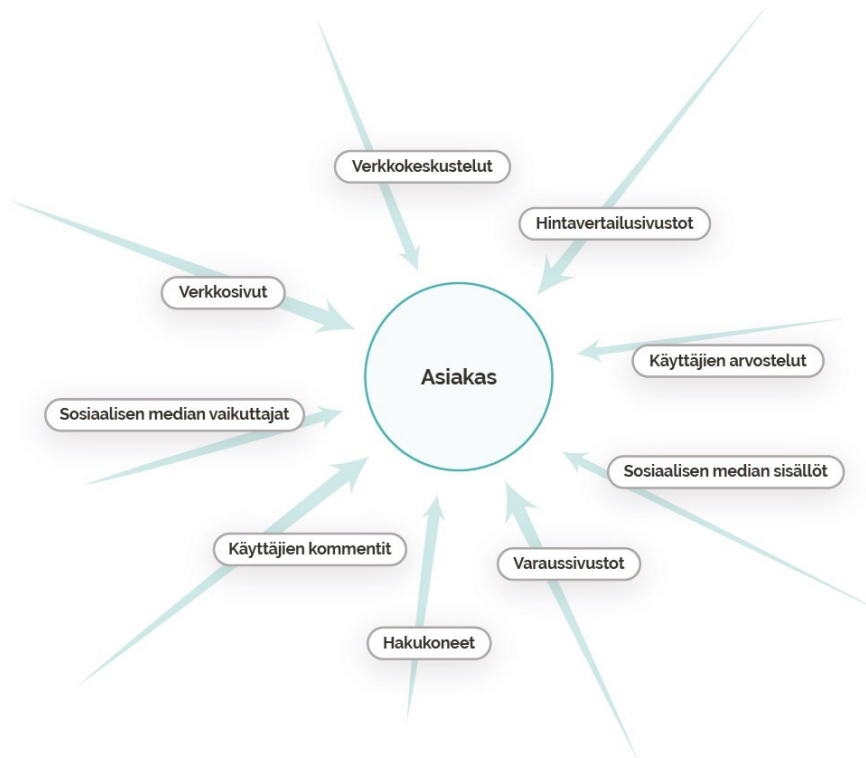 Verkkokeskustelut
Hintavertailusivustot
Verkkosivut
Käyttäjien arvostelut
Asiakas
Sosiaalisen median vaikuttajat
Sosiaalisen median sisällöt
Käyttäjien kommentit
Varaussivustot
Hakukoneet